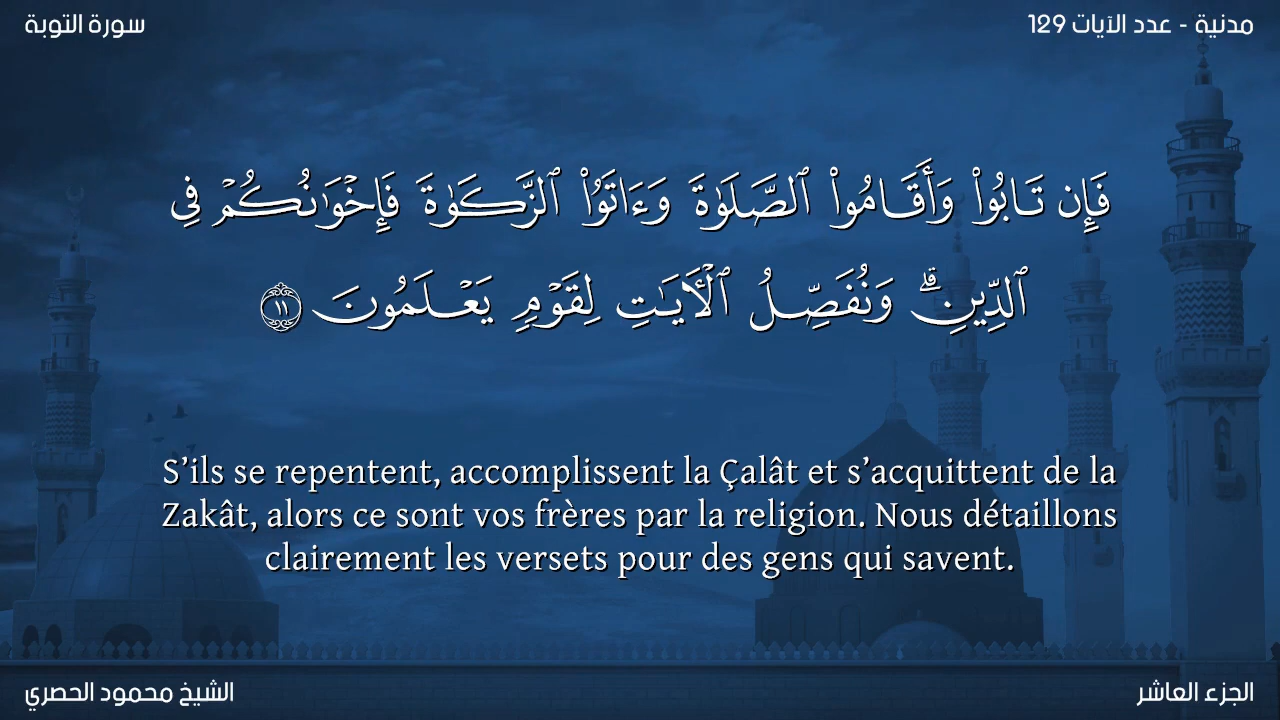 مدنية - عدد الآيات 129
سورة التوبة
فَإِن تَابُوا۟ وَأَقَامُوا۟ ٱلصَّلَوٰةَ وَءَاتَوُا۟ ٱلزَّكَوٰةَ فَإِخْوَٰنُكُمْ فِى
ٱلدِّينِ ۗ وَنُفَصِّلُ ٱلْـَٔايَـٰتِ لِقَوْمٍ يَعْلَمُونَ ١١
S’ils se repentent, accomplissent la Çalât et s’acquittent de la
Zakât, alors ce sont vos frères par la religion. Nous détaillons
clairement les versets pour des gens qui savent.
الجزء العاشر
الشيخ محمود الحصري